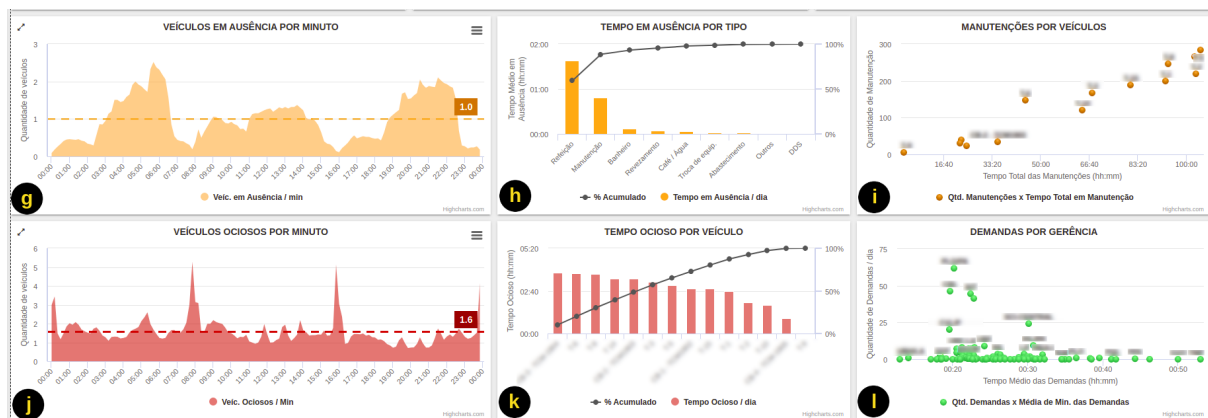 VEÍCULOS EM AUSÊNCIA POR MINUTO
Quantidade de veículos
3
2
1
0
1.0
00:00 01:00 02:00 03:00 04:00 05:00 06:00 07:00 08:00 09:00 10:00 11:00 12:00 13:00 14:00 15:00 16:00 17:00 18:00 19:00 20:00 21:00 22:00 23:00 00:00
Veíc. em Ausência / min
g
Highcharts.com
TEMPO EM AUSÊNCIA POR TIPO
Tempo Médio em
Ausência (hh:mm)
02:00
01:00
00:00
100%
50%
0%
Refeição Manutenção Banheiro Revezamento Café / Água Troca de equip. Abastecimento Outros DDS
% Acumulado Tempo em Ausência / dia
h
Highcharts.com
MANUTENÇÕES POR VEÍCULOS
Quantidade de Manutenção
300
200
100
0
16:40 33:20 50:00 66:40 83:20 100:00
Tempo Total das Manutenções (hh:mm)
Qtd. Manutenções x Tempo Total em Manutenção
i
Highcharts.com
VEÍCULOS OCIOSOS POR MINUTO
Quantidade de veículos
6
5
4
3
2
1
0
1.6
00:00 01:00 02:00 03:00 04:00 05:00 06:00 07:00 08:00 09:00 10:00 11:00 12:00 13:00 14:00 15:00 16:00 17:00 18:00 19:00 20:00 21:00 22:00 23:00 00:00
Veic. Ociosos / Min
j
Highcharts.com
TEMPO OCIOSO POR VEÍCULO
Tempo Ocioso (hh:mm)
05:20
02:40
00:00
100%
50%
0%
% Acumulado Tempo Ocioso / dia
k
Highcharts.com
DEMANDAS POR GERÊNCIA
Quantidade de Demandas / dia
75
50
25
0
00:20 00:30 00:40 00:50
Tempo Médio das Demandas (hh:mm)
Qtd. Demandas x Média de Min. das Demandas
l
Highcharts.com